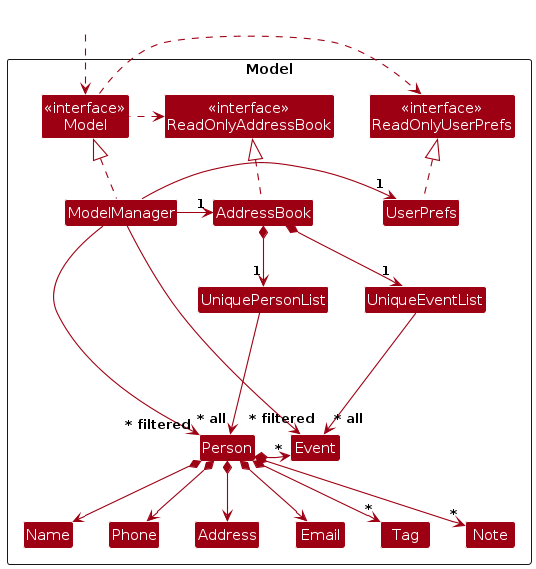 Model
«interface»
Model
«interface»
ReadOnlyAddressBook
«interface»
ReadOnlyUserPrefs
1
ModelManager
1
AddressBook
UserPrefs
1
1
UniquePersonList
UniqueEventList
* filtered
* all
* filtered
* all
Person
*
Event
*
*
Name
Phone
Address
Email
Tag
Note